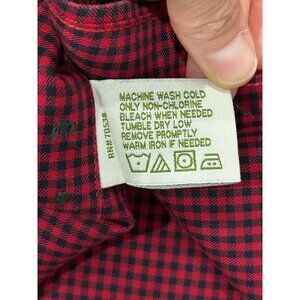 MACHINE WASH COLD
ONLY NON-CHLORINE
BLEACH WHEN NEEDED
TUMBLE DRY LOW
REMOVE PROMPTLY
WARM IRON IF NEEDED
RN# 70534